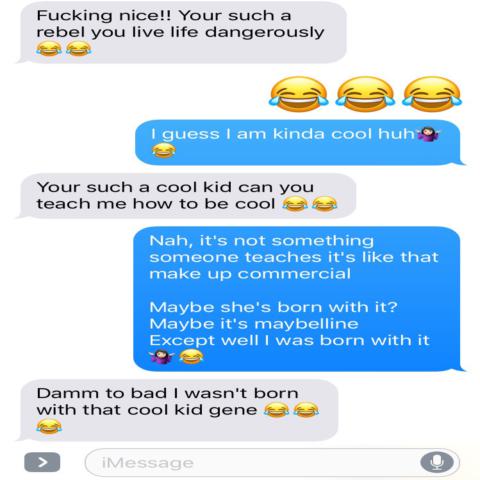 Fucking nice!! Your such a
rebel you live life dangerously
😂😂
😂😂😂
I guess I am kinda cool huh🤷🏻‍♀️
😂
Your such a cool kid can you
teach me how to be cool 😂😂
Nah, it's not something
someone teaches it's like that
make up commercial
Maybe she's born with it?
Maybe it's maybelline
Except well I was born with it
🤷🏻‍♀️😂
Damm to bad I wasn't born
with that cool kid gene 😂😂
😂
iMessage